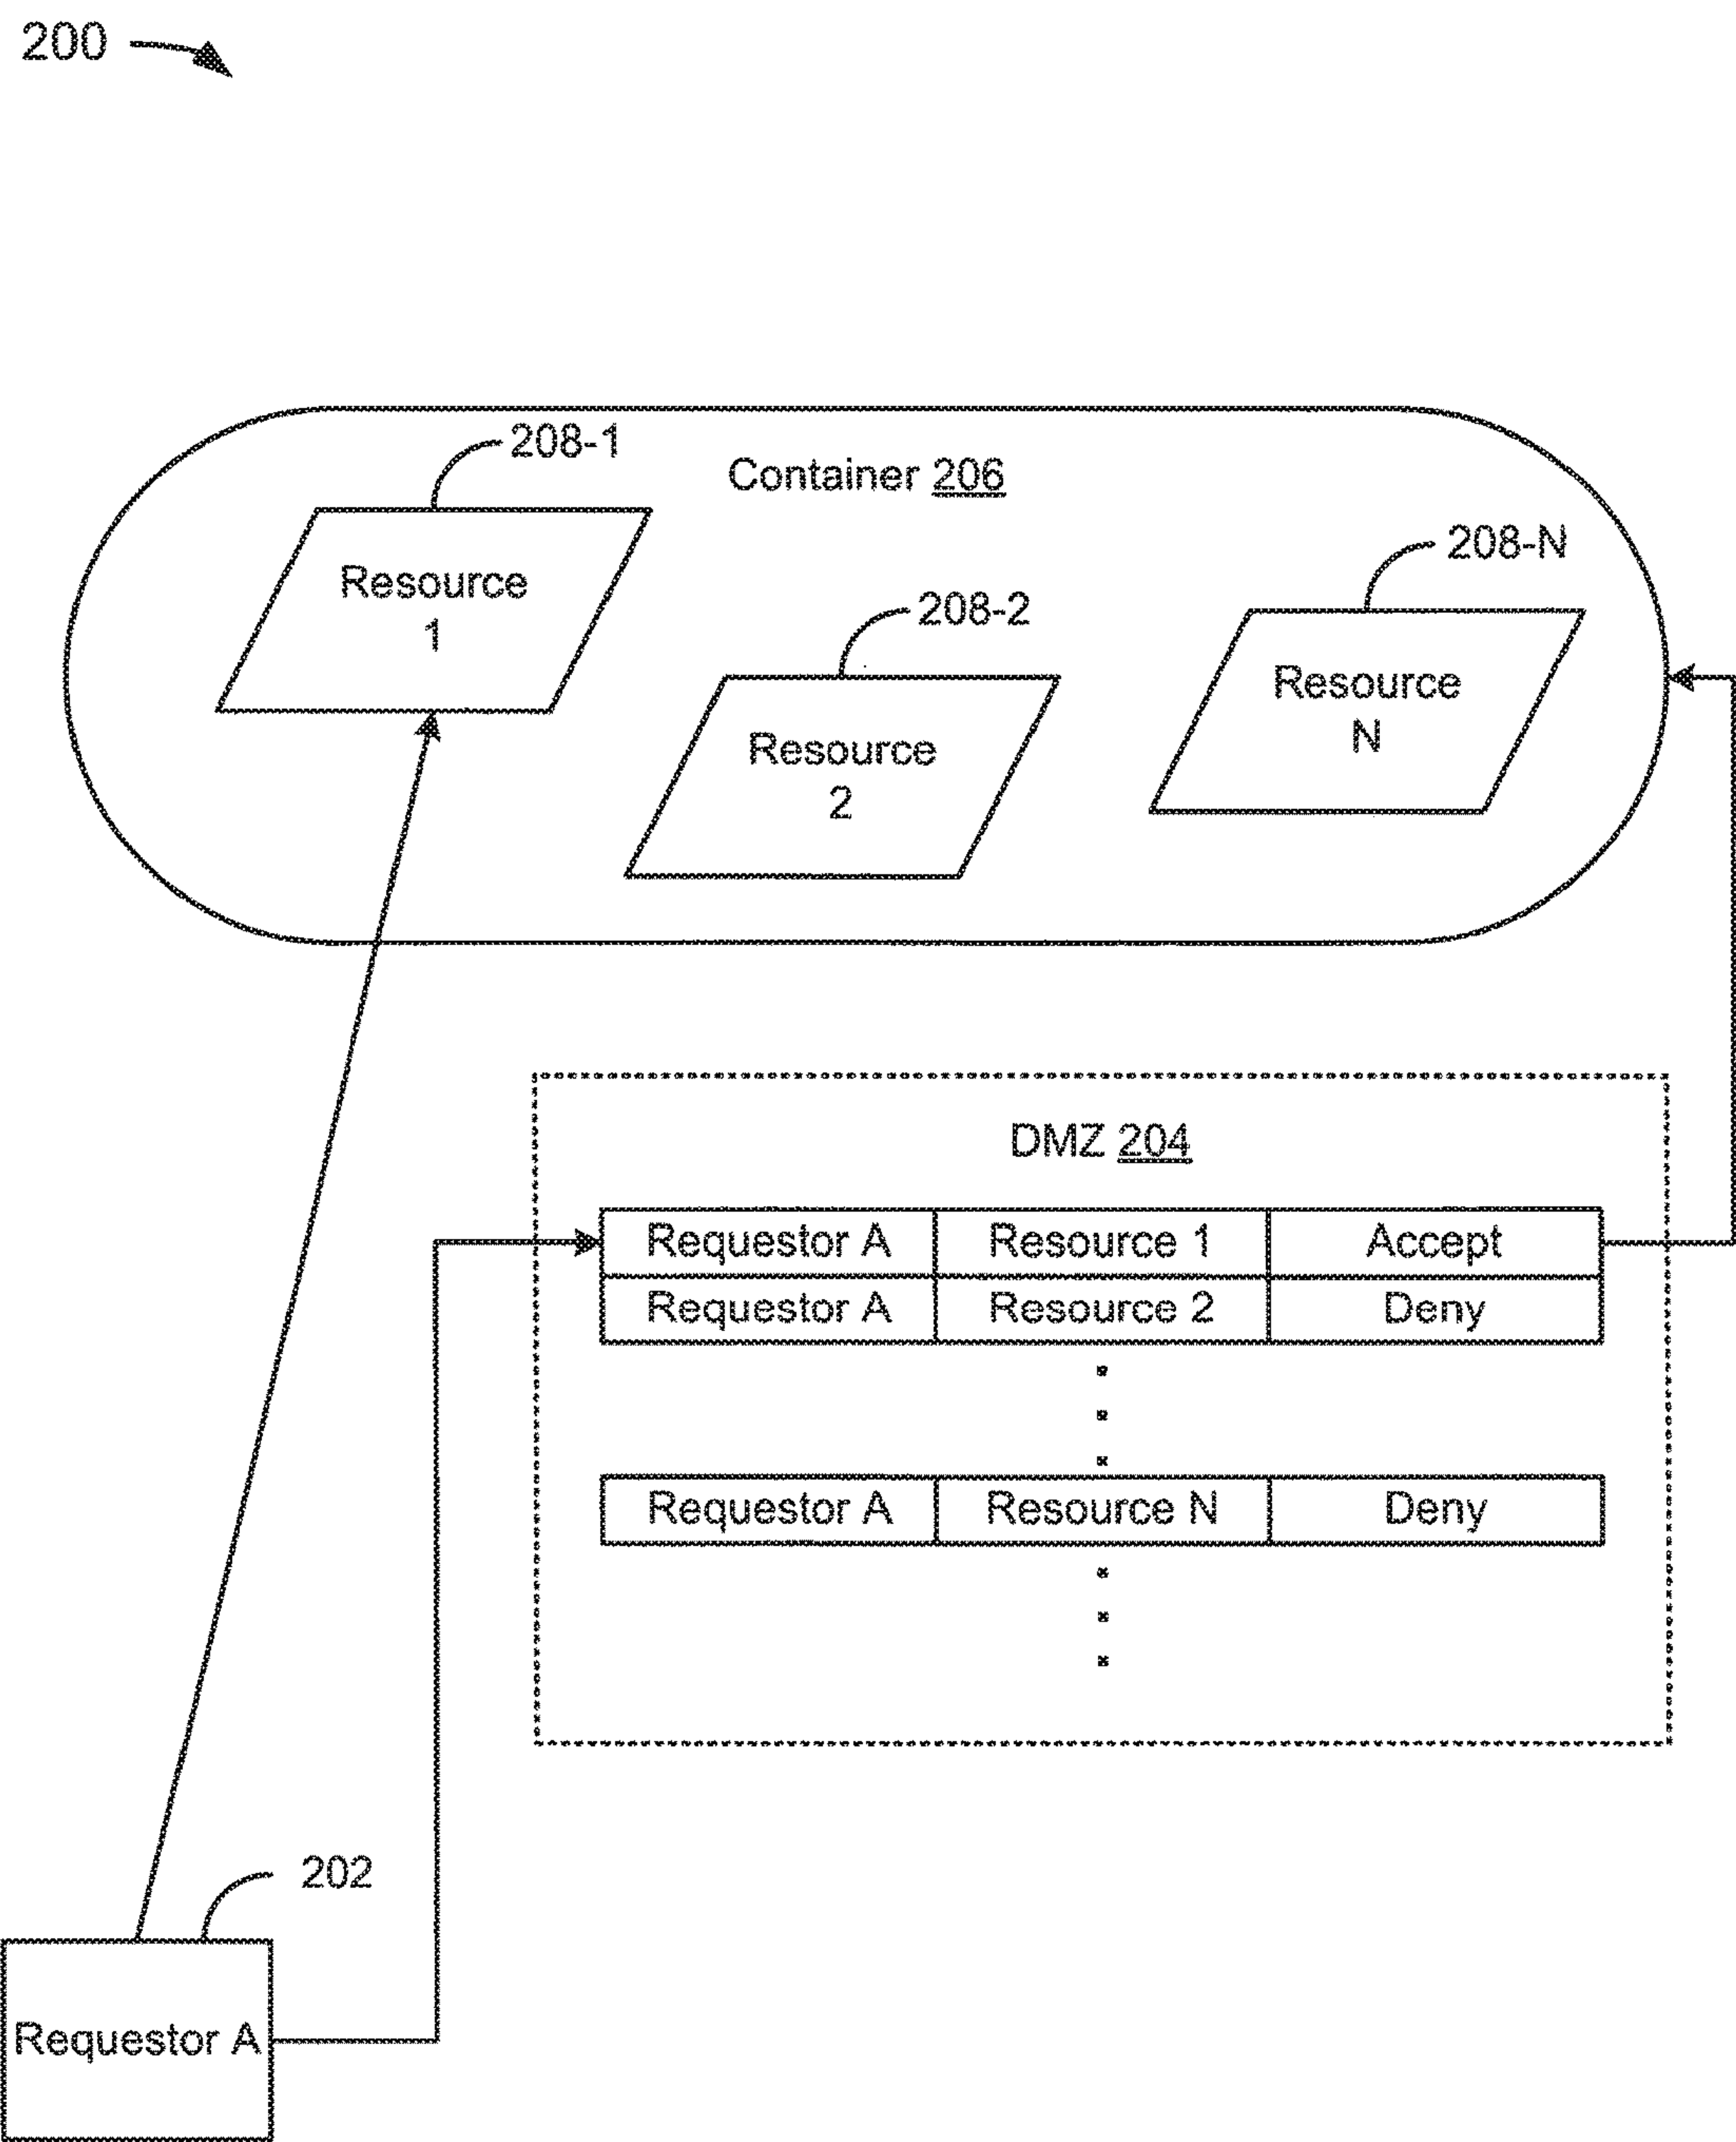 200
208-1
Container 206
208-N
Resource
1
208-2
Resource
N
Resource
2
DMZ 204
Requestor A Resource 1 Accept
Requestor A Resource 2 Deny
Requestor A Resource N Deny
202
Requestor A